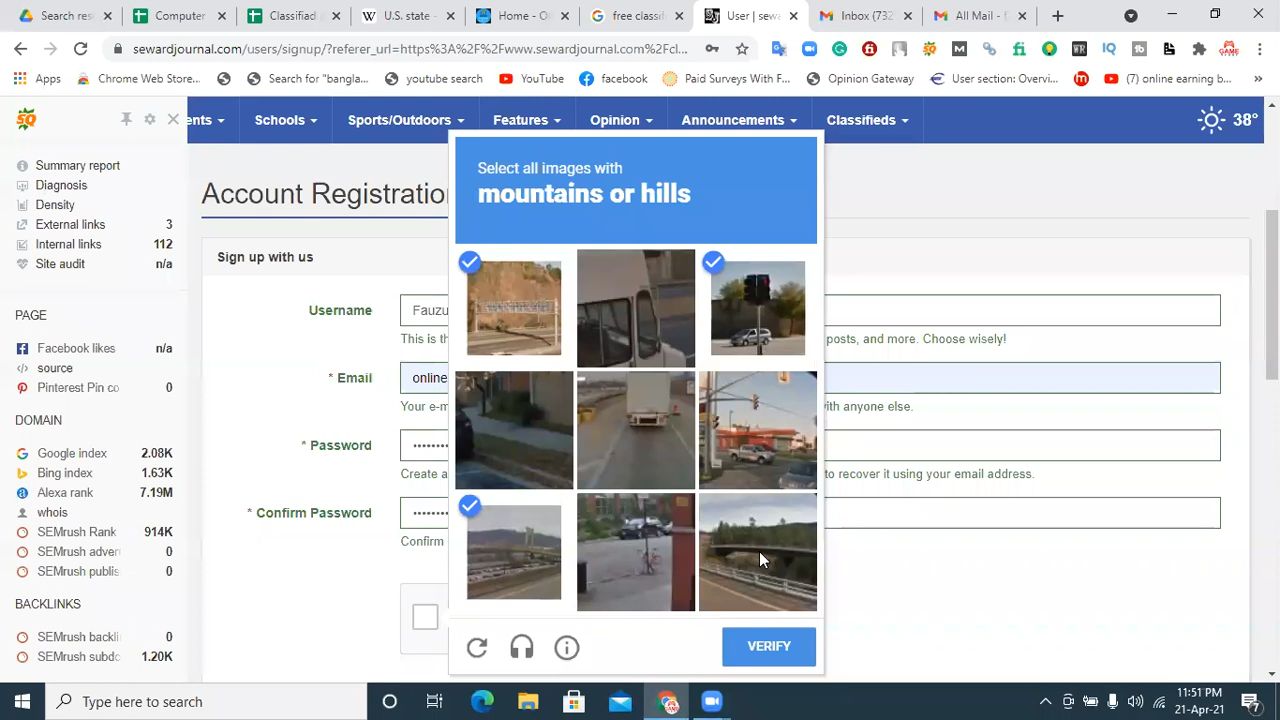 Search res
Computer
Classified
U.S. state
Home - O
free classif
User | sew
Inbox (732
All Mail - f
sewardjournal.com/users/signup/?referer_url=https%3A%2F%2Fwww.sewardjournal.com%2Fcl...
Apps
Chrome Web Store...
Search for "bangla...
youtube search
YouTube
facebook
Paid Surveys With F...
Opinion Gateway
User section: Overvi...
(7) online earning b...
ents
Schools
Sports/Outdoors
Features
Opinion
Announcements
Classifieds
38°
Summary report
Diagnosis
Density
External links 3
Internal links 112
Site audit n/a
PAGE
Facebook likes n/a
source
Pinterest Pin co 0
DOMAIN
Google index 2.08K
Bing index 1.63K
Alexa rank 7.19M
whois
SEMrush Rank 914K
SEMrush adver 0
SEMrush publis 0
BACKLINKS
SEMrush backl 0
SEMrush subdo 1.20K
Account Registratio
Sign up with us
Username
Fauzu
This is th
posts, and more. Choose wisely!
* Email
online
Your e-m
with anyone else.
* Password
Create a
to recover it using your email address.
* Confirm Password
Confirm
Select all images with
mountains or hills
VERIFY
Type here to search
11:51 PM
21-Apr-21
7